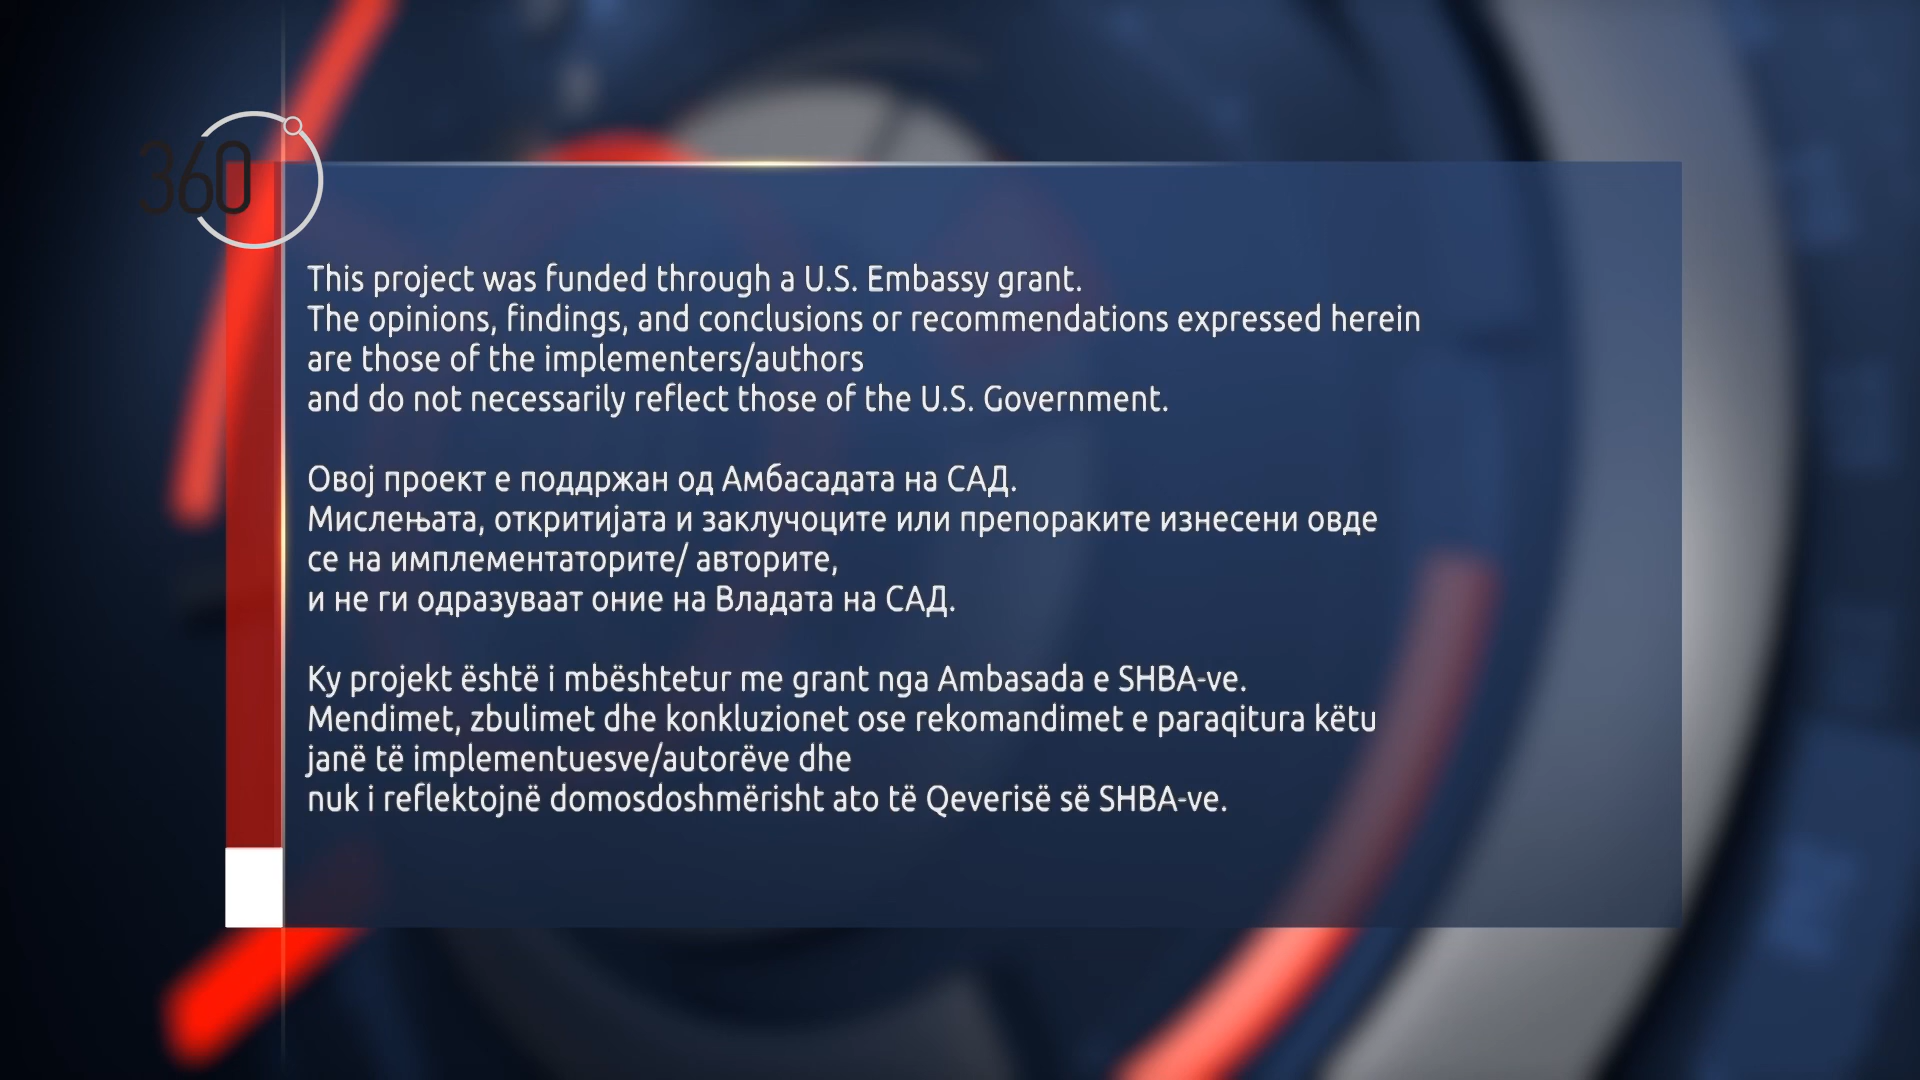 360
This project was funded through a U.S. Embassy grant.
The opinions, findings, and conclusions or recommendations expressed herein
are those of the implementers/authors
and do not necessarily reflect those of the U.S. Government.
Овој проект е поддржан од Амбасадата на САД.
Мислењата, откритијата и заклучоците или препораките изнесени овде
се на имплементаторите/ авторите,
и не ги одразуваат оние на Владата на САД.
Ky projekt është i mbështetur me grant nga Ambasada e SHBA-ve.
Mendimet, zbulimet dhe konkluzionet ose rekomandimet e paraqitura këtu
janë të implementuesve/autorëve dhe
nuk i reflektojnë domosdoshmërisht ato të Qeverisë së SHBA-ve.